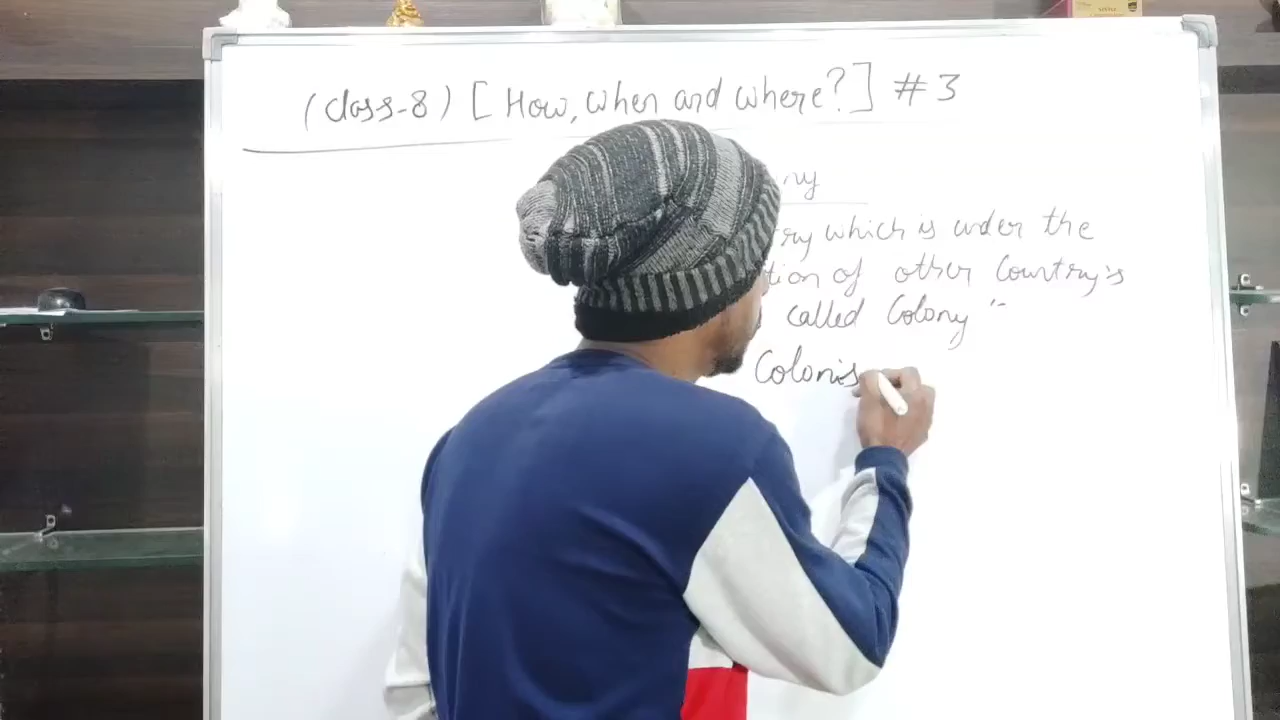 (Class-8) [How, when and where?] #3
ny
ry which is under the
tion of other Country's
called Colony"
Colonis